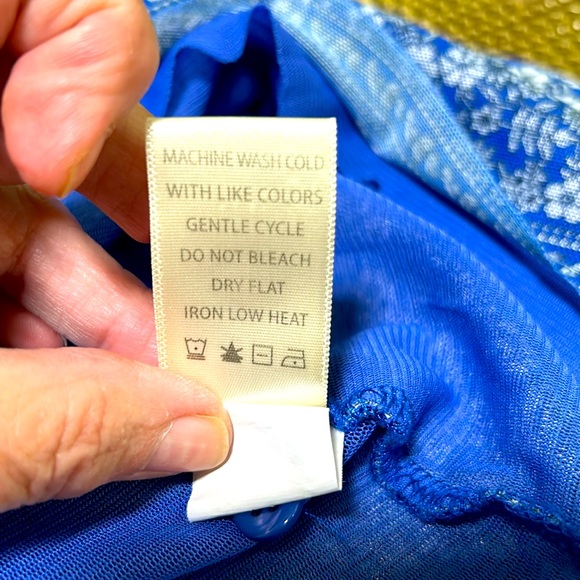 MACHINE WASH COLD
WITH LIKE COLORS
GENTLE CYCLE
DO NOT BLEACH
DRY FLAT
IRON LOW HEAT